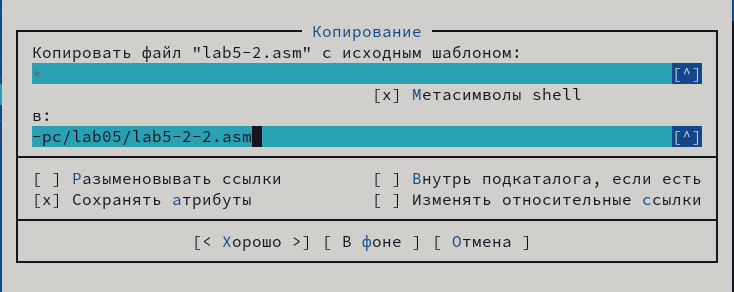 Копирование
Копировать файл "lab5-2.asm" с исходным шаблоном:
* [^]
[x] Метасимволы shell
в:
-pc/lab05/lab5-2-2.asm [^]
[ ] Разыменовывать ссылки [ ] Внутрь подкаталога, если есть
[x] Сохранять атрибуты [ ] Изменять относительные ссылки
[< Хорошо >] [ В фоне ] [ Отмена ]